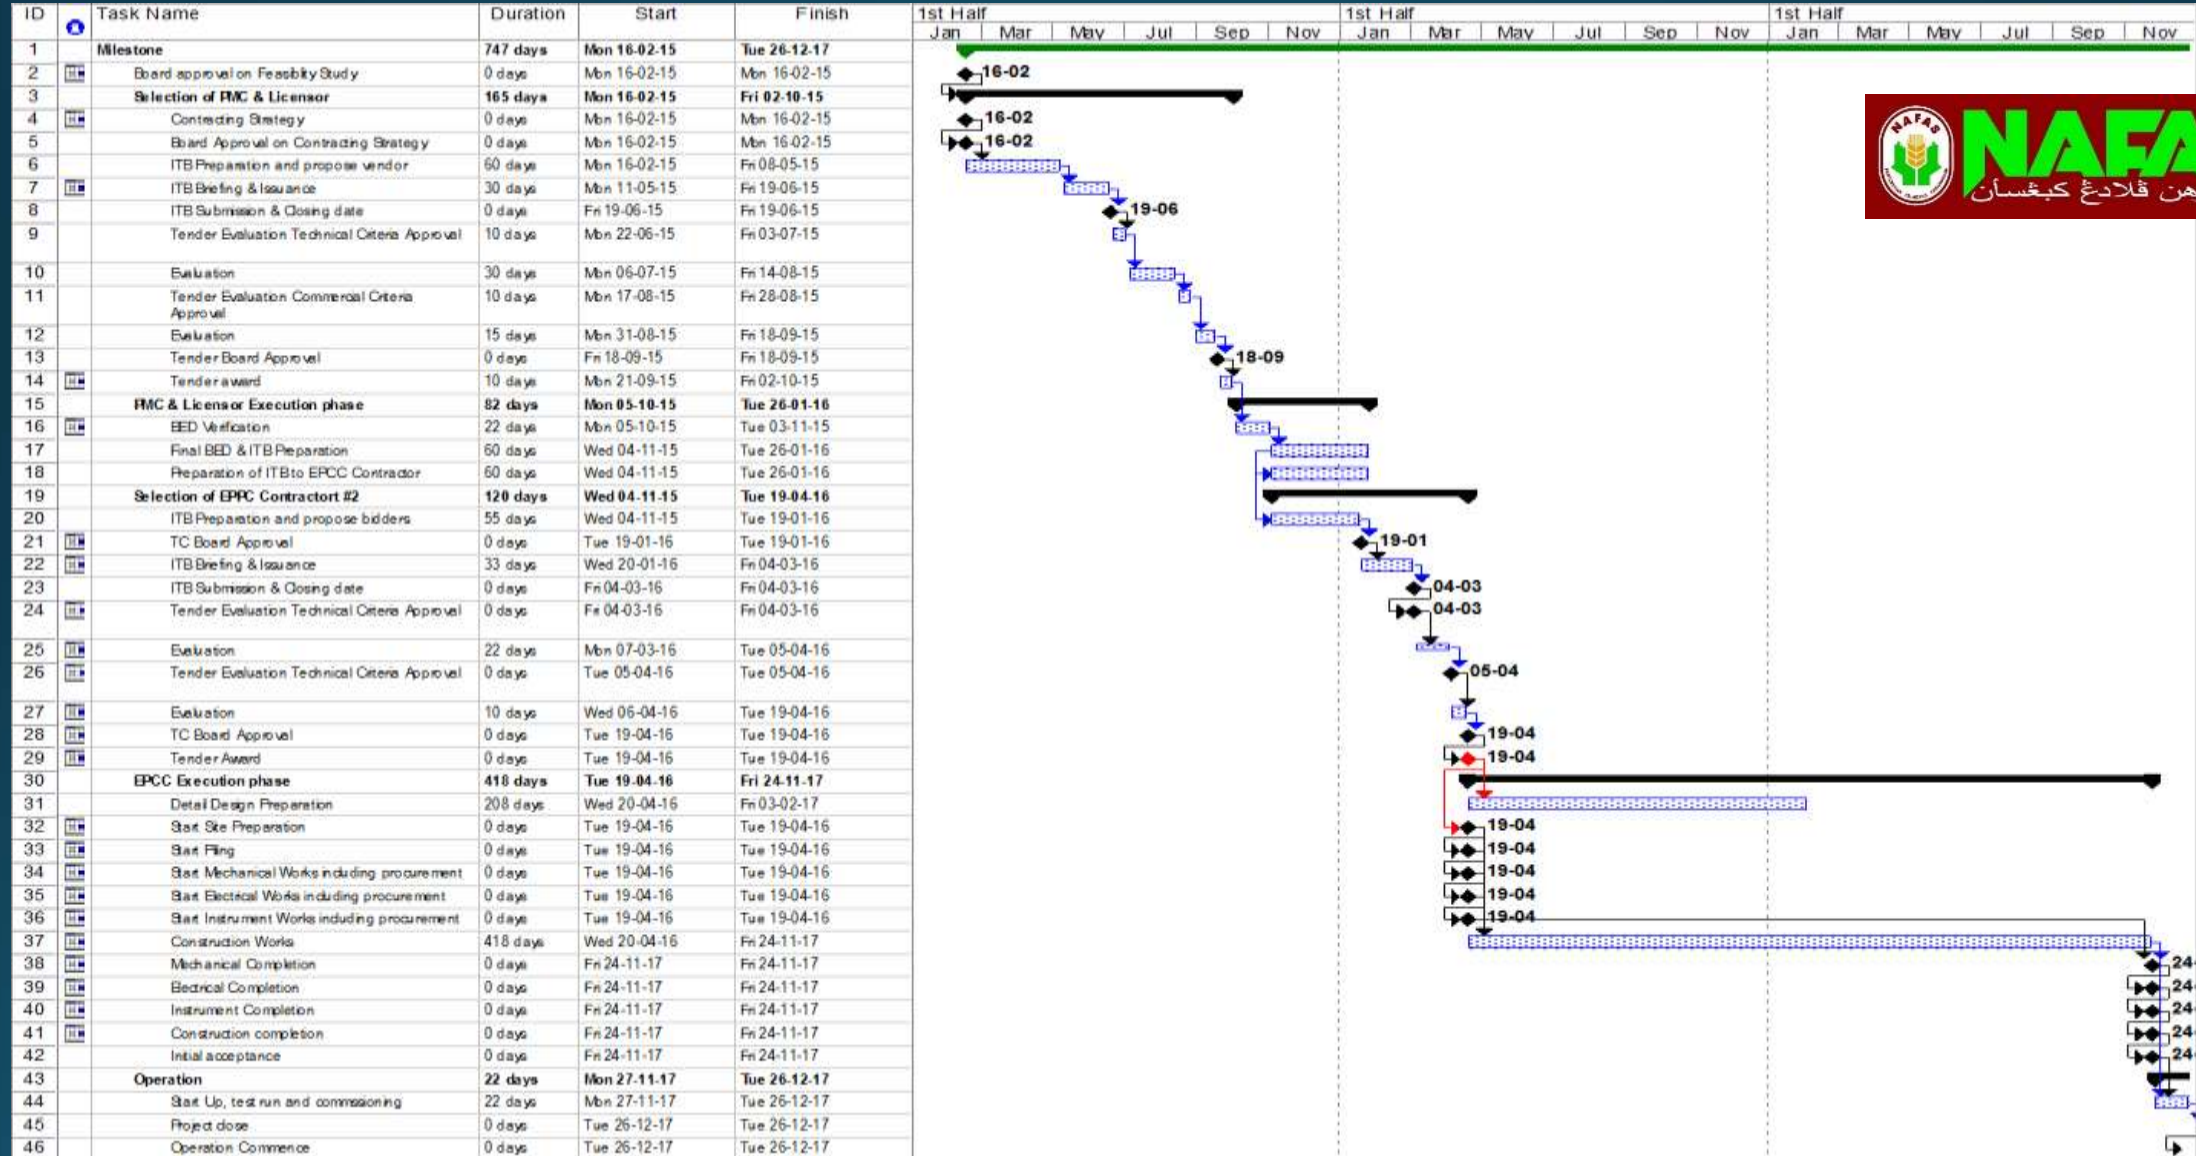 ID Task Name Duration Start Finish 1st Half 1st Half 1st Half
Jan Mar May Jul Sep Nov Jan Mar May Jul Sep Nov Jan Mar May Jul Sep Nov
1 Milestone 747 days Mon 16-02-15 Tue 26-12-17
2 Board approval on Feasiblity Study 0 days Mon 16-02-15 Mon 16-02-15 16-02
3 Selection of PMC & Licensor 165 days Mon 16-02-15 Fri 02-10-15
4 Contracting Strategy 0 days Mon 16-02-15 Mon 16-02-15 16-02
5 Board Approval on Contracting Strategy 0 days Mon 16-02-15 Mon 16-02-15 16-02
6 ITB Preparation and propose vendor 60 days Mon 16-02-15 Fri 08-05-15
7 ITB Briefing & Issuance 30 days Mon 11-05-15 Fri 19-06-15
8 ITB Submission & Closing date 0 days Fri 19-06-15 Fri 19-06-15 19-06
9 Tender Evaluation Technical Criteria Approval 10 days Mon 22-06-15 Fri 03-07-15
10 Evaluation 30 days Mon 06-07-15 Fri 14-08-15
11 Tender Evaluation Commercial Criteria 10 days Mon 17-08-15 Fri 28-08-15
Approval
12 Evaluation 15 days Mon 31-08-15 Fri 18-09-15
13 Tender Board Approval 0 days Fri 18-09-15 Fri 18-09-15 18-09
14 Tender award 10 days Mon 21-09-15 Fri 02-10-15
15 PMC & Licensor Execution phase 82 days Mon 05-10-15 Tue 26-01-16
16 BED Verification 22 days Mon 05-10-15 Tue 03-11-15
17 Final BED & ITB Preparation 60 days Wed 04-11-15 Tue 26-01-16
18 Preparation of ITB to EPCC Contractor 60 days Wed 04-11-15 Tue 26-01-16
19 Selection of EPPC Contractort #2 120 days Wed 04-11-15 Tue 19-04-16
20 ITB Preparation and propose bidders 55 days Wed 04-11-15 Tue 19-01-16
21 TC Board Approval 0 days Tue 19-01-16 Tue 19-01-16 19-01
22 ITB Briefing & Issuance 33 days Wed 20-01-16 Fri 04-03-16
23 ITB Submission & Closing date 0 days Fri 04-03-16 Fri 04-03-16 04-03
24 Tender Evaluation Technical Criteria Approval 0 days Fri 04-03-16 Fri 04-03-16 04-03
25 Evaluation 22 days Mon 07-03-16 Tue 05-04-16
26 Tender Evaluation Technical Criteria Approval 0 days Tue 05-04-16 Tue 05-04-16 05-04
27 Evaluation 10 days Wed 06-04-16 Tue 19-04-16
28 TC Board Approval 0 days Tue 19-04-16 Tue 19-04-16 19-04
29 Tender Award 0 days Tue 19-04-16 Tue 19-04-16 19-04
30 EPCC Execution phase 418 days Tue 19-04-16 Fri 24-11-17
31 Detail Design Preparation 208 days Wed 20-04-16 Fri 03-02-17
32 Start Site Preparation 0 days Tue 19-04-16 Tue 19-04-16 19-04
33 Start Piling 0 days Tue 19-04-16 Tue 19-04-16 19-04
34 Start Mechanical Works including procurement 0 days Tue 19-04-16 Tue 19-04-16 19-04
35 Start Electrical Works including procurement 0 days Tue 19-04-16 Tue 19-04-16 19-04
36 Start Instrument Works including procurement 0 days Tue 19-04-16 Tue 19-04-16 19-04
37 Construction Works 418 days Wed 20-04-16 Fri 24-11-17
38 Mechanical Completion 0 days Fri 24-11-17 Fri 24-11-17 24-
39 Electrical Completion 0 days Fri 24-11-17 Fri 24-11-17 24-
40 Instrument Completion 0 days Fri 24-11-17 Fri 24-11-17 24-
41 Construction completion 0 days Fri 24-11-17 Fri 24-11-17 24-
42 Initial acceptance 0 days Fri 24-11-17 Fri 24-11-17 24-
43 Operation 22 days Mon 27-11-17 Tue 26-12-17
44 Start Up, test run and commssioning 22 days Mon 27-11-17 Tue 26-12-17
45 Project close 0 days Tue 26-12-17 Tue 26-12-17
46 Operation Commence 0 days Tue 26-12-17 Tue 26-12-17
NAFAS
NAFA